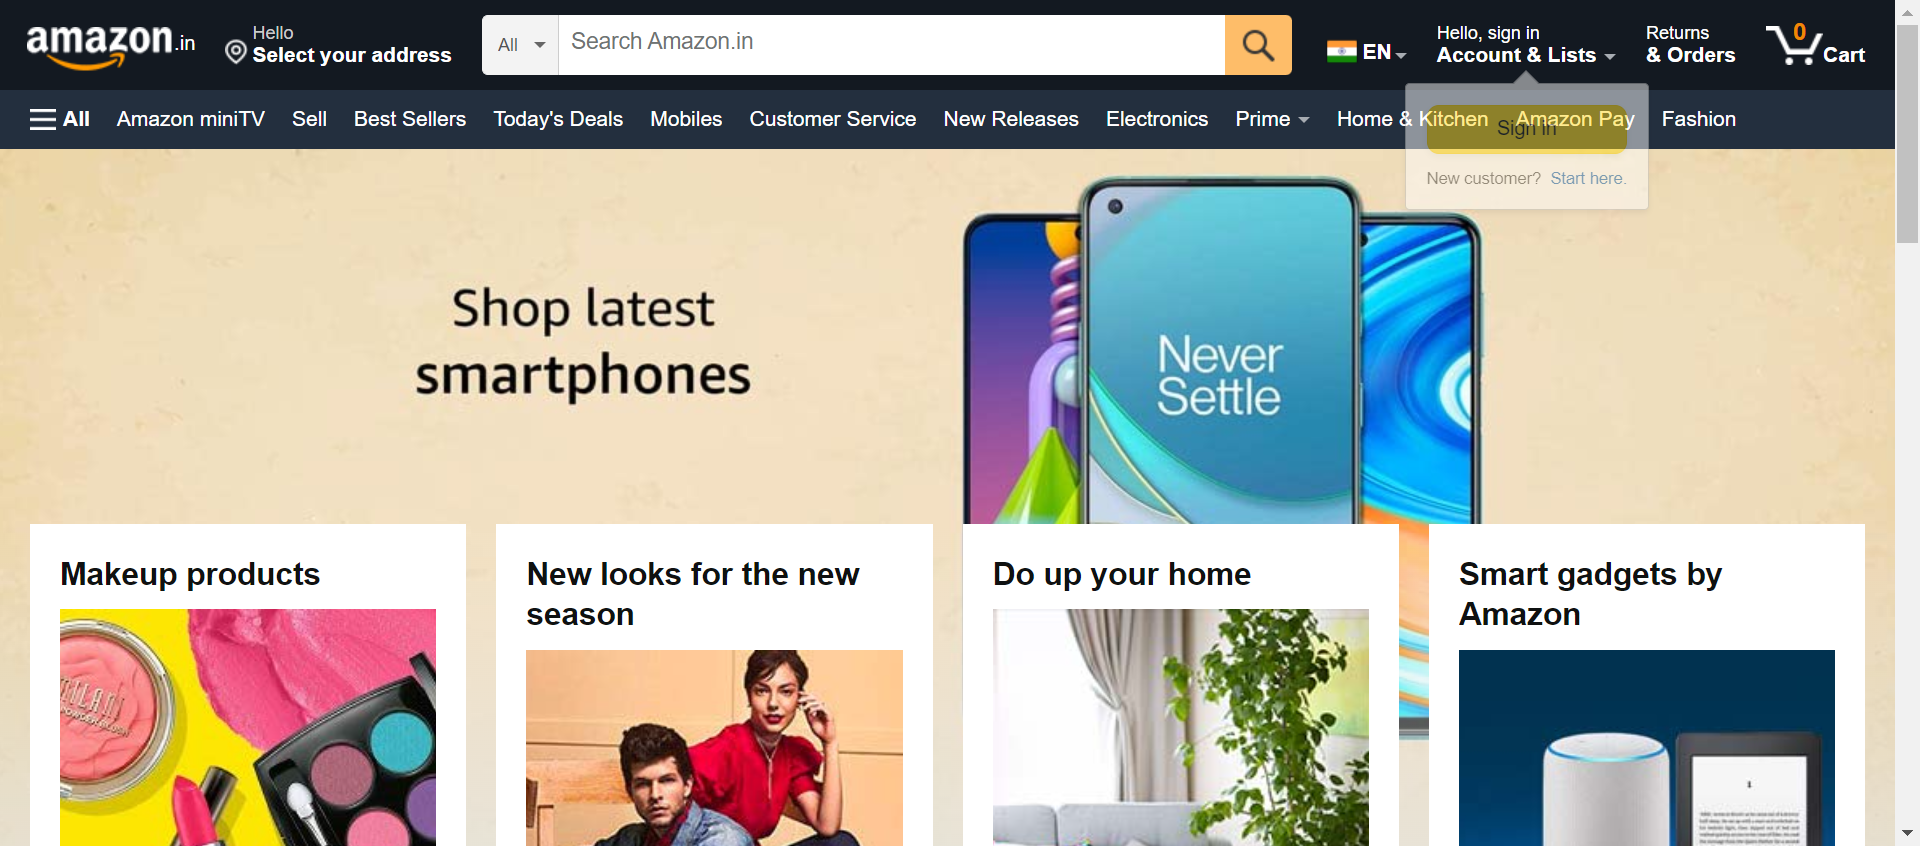 amazon.in
Hello
Select your address
All
Search Amazon.in
EN
Hello, sign in
Account & Lists
Returns
& Orders
0
Cart
All
Amazon miniTV
Sell
Best Sellers
Today's Deals
Mobiles
Customer Service
New Releases
Electronics
Prime
Home & Kitchen
Amazon Pay
Fashion
Sign in
New customer? Start here.
Shop latest
smartphones
Never
Settle
Makeup products
New looks for the new
season
Do up your home
Smart gadgets by
Amazon
MILANI